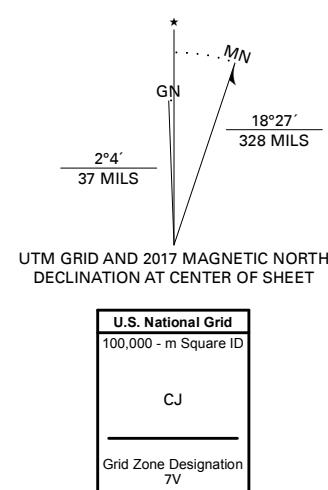 ★
MN
GN
18°27´
328 MILS
2°4´
37 MILS
UTM GRID AND 2017 MAGNETIC NORTH
DECLINATION AT CENTER OF SHEET
U.S. National Grid
100,000 - m Square ID
CJ
Grid Zone Designation
7V